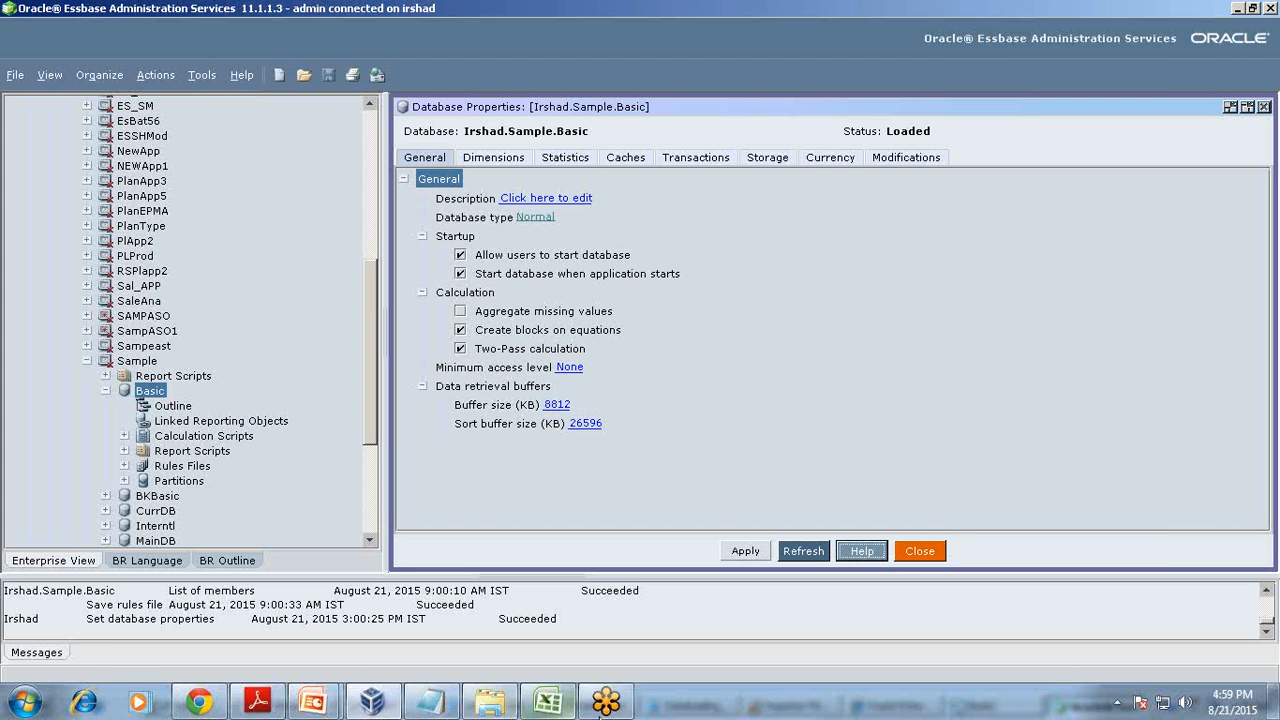 Oracle® Essbase Administration Services 11.1.1.3 - admin connected on irshad
Oracle® Essbase Administration Services ORACLE®
File View Organize Actions Tools Help
ES_SM
EsBat56
ESSHMod
NewApp
NEWApp1
PlanApp3
PlanApp5
PlanEPMA
PlanType
PlApp2
PLProd
RSPlapp2
Sal_APP
SaleAna
SAMPASO
SampASO1
Sampeast
Sample
Report Scripts
Basic
Outline
Linked Reporting Objects
Calculation Scripts
Report Scripts
Rules Files
Partitions
BKBasic
CurrDB
Interntl
MainDB
Enterprise View BR Language BR Outline
Database Properties: [Irshad.Sample.Basic]
Database: Irshad.Sample.Basic Status: Loaded
General Dimensions Statistics Caches Transactions Storage Currency Modifications
General
Description Click here to edit
Database type Normal
Startup
Allow users to start database
Start database when application starts
Calculation
Aggregate missing values
Create blocks on equations
Two-Pass calculation
Minimum access level None
Data retrieval buffers
Buffer size (KB) 8812
Sort buffer size (KB) 26596
Apply Refresh Help Close
Irshad.Sample.Basic List of members August 21, 2015 9:00:10 AM IST Succeeded
Save rules file August 21, 2015 9:00:33 AM IST Succeeded
Irshad Set database properties August 21, 2015 3:00:25 PM IST Succeeded
Messages
4:59 PM
8/21/2015